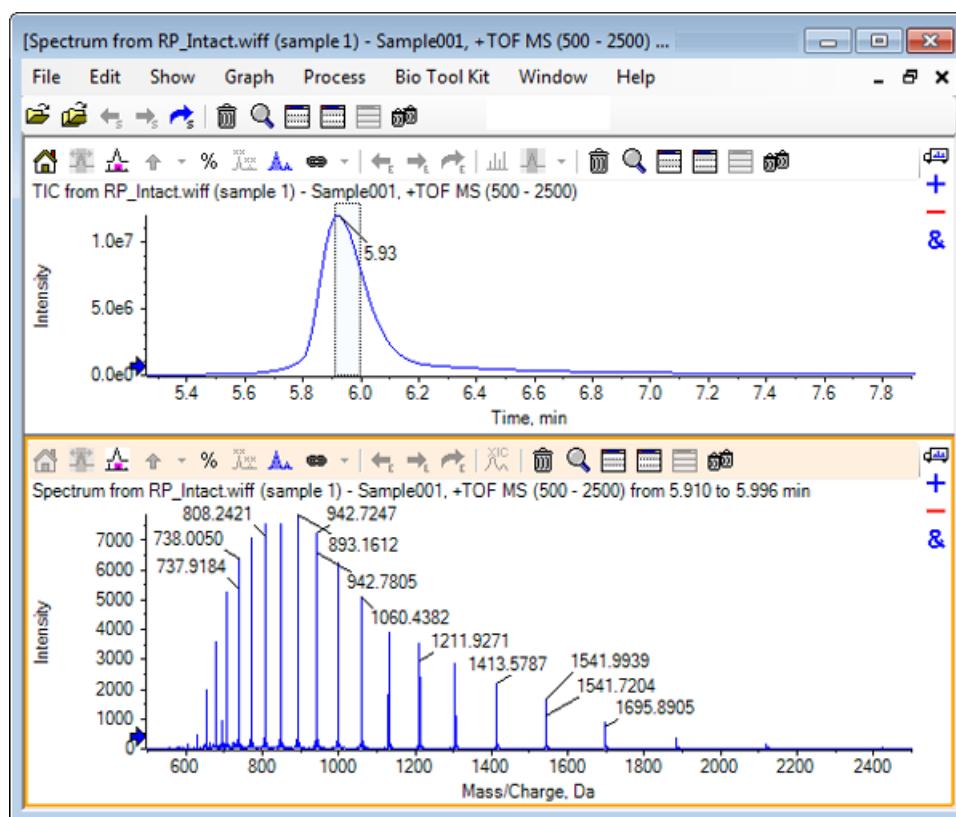 [Spectrum from RP_Intact.wiff (sample 1) - Sample001, +TOF MS (500 - 2500) ...
File Edit Show Graph Process Bio Tool Kit Window Help
S S S
% E E E
TIC from RP_Intact.wiff (sample 1) - Sample001, +TOF MS (500 - 2500)
&
Intensity
1.0e7
5.0e6
0.0e0
5.93
5.4 5.6 5.8 6.0 6.2 6.4 6.6 6.8 7.0 7.2 7.4 7.6 7.8
Time, min
% E E E XIC
Spectrum from RP_Intact.wiff (sample 1) - Sample001, +TOF MS (500 - 2500) from 5.910 to 5.996 min
&
Intensity
7000
6000
5000
4000
3000
2000
1000
0
808.2421
942.7247
738.0050
893.1612
737.9184
942.7805
1060.4382
1211.9271
1413.5787
1541.9939
1541.7204
1695.8905
600 800 1000 1200 1400 1600 1800 2000 2200 2400
Mass/Charge, Da